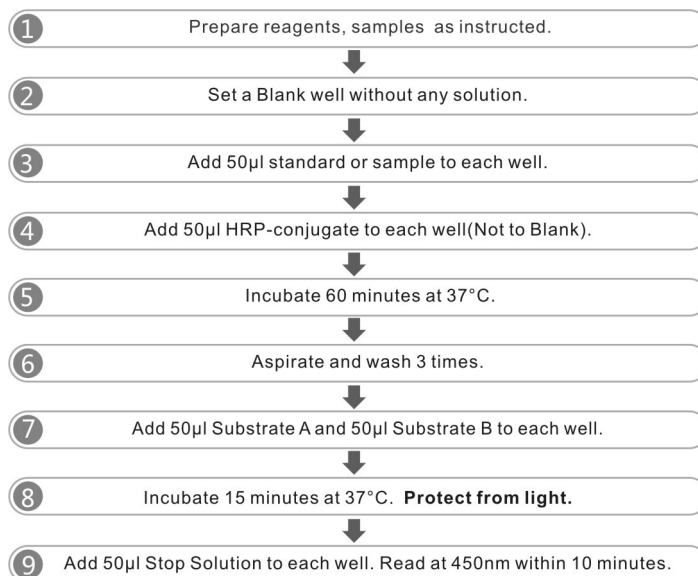 1 Prepare reagents, samples as instructed.
2 Set a Blank well without any solution.
3 Add 50μl standard or sample to each well.
4 Add 50μl HRP-conjugate to each well(Not to Blank).
5 Incubate 60 minutes at 37°C.
6 Aspirate and wash 3 times.
7 Add 50μl Substrate A and 50μl Substrate B to each well.
8 Incubate 15 minutes at 37°C. Protect from light.
9 Add 50μl Stop Solution to each well. Read at 450nm within 10 minutes.